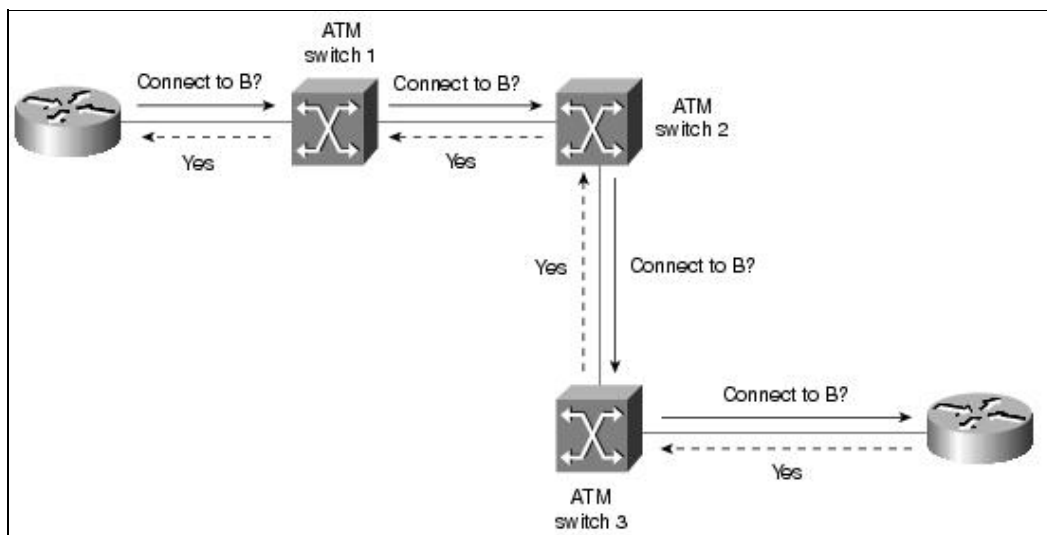 ATM
switch 1
Connect to B?
Connect to B?
ATM
switch 2
Yes
Yes
Yes
Connect to B?
Connect to B?
Yes
ATM
switch 3